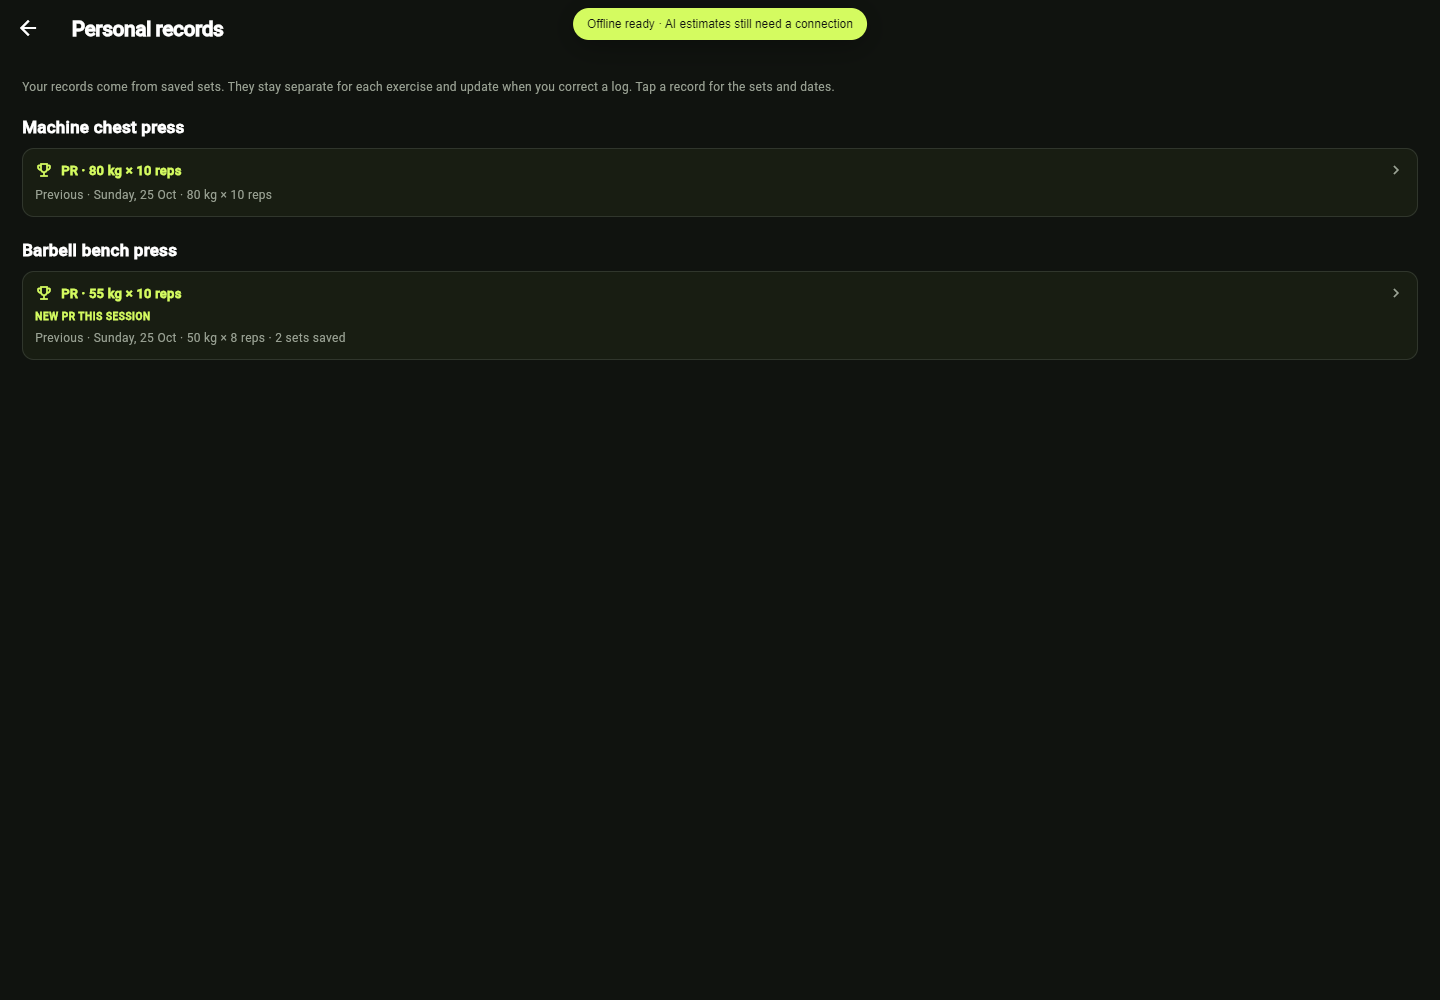 Personal records
Offline ready · AI estimates still need a connection
Your records come from saved sets. They stay separate for each exercise and update when you correct a log. Tap a record for the sets and dates.
Machine chest press
PR · 80 kg × 10 reps
Previous · Sunday, 25 Oct · 80 kg × 10 reps
Barbell bench press
PR · 55 kg × 10 reps
NEW PR THIS SESSION
Previous · Sunday, 25 Oct · 50 kg × 8 reps · 2 sets saved